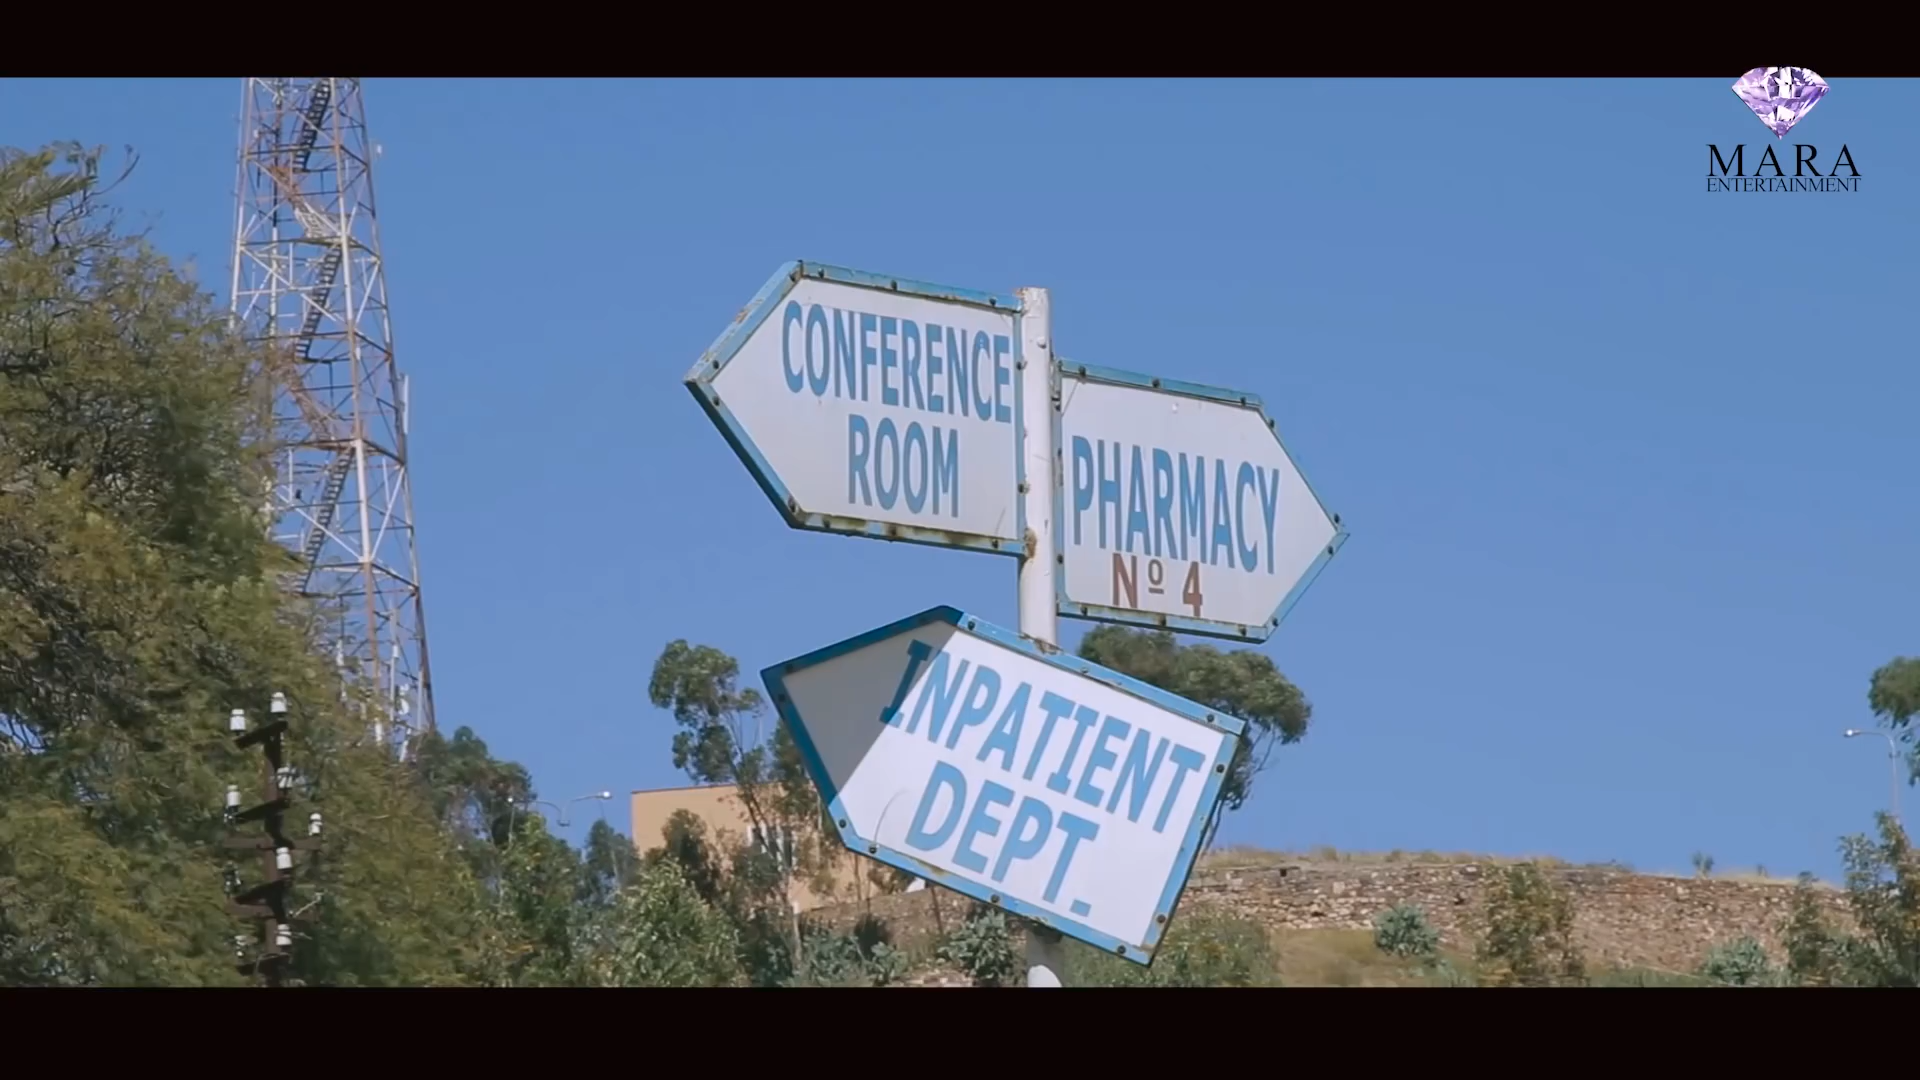 MARA
ENTERTAINMENT
CONFERENCE
ROOM
PHARMACY
Nº 4
INPATIENT
DEPT.